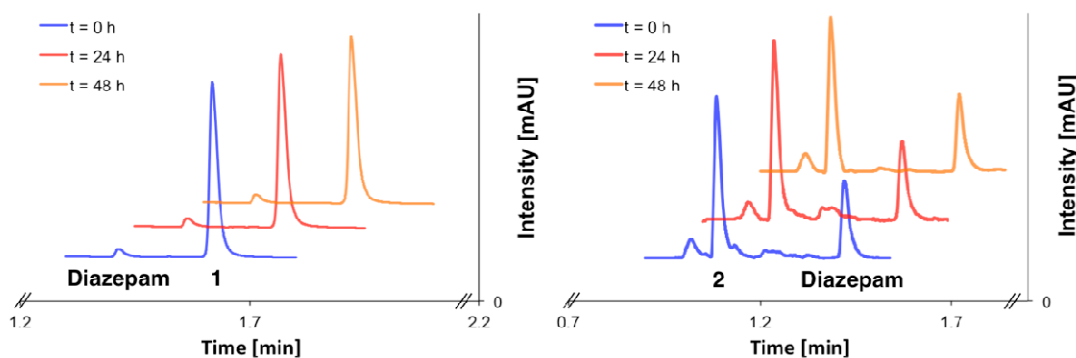 t = 0 h
t = 24 h
t = 48 h
Diazepam 1
Intensity [mAU]
0
1.2 1.7 2.2
Time [min]
t = 0 h
t = 24 h
t = 48 h
2 Diazepam
Intensity [mAU]
0
0.7 1.2 1.7
Time [min]